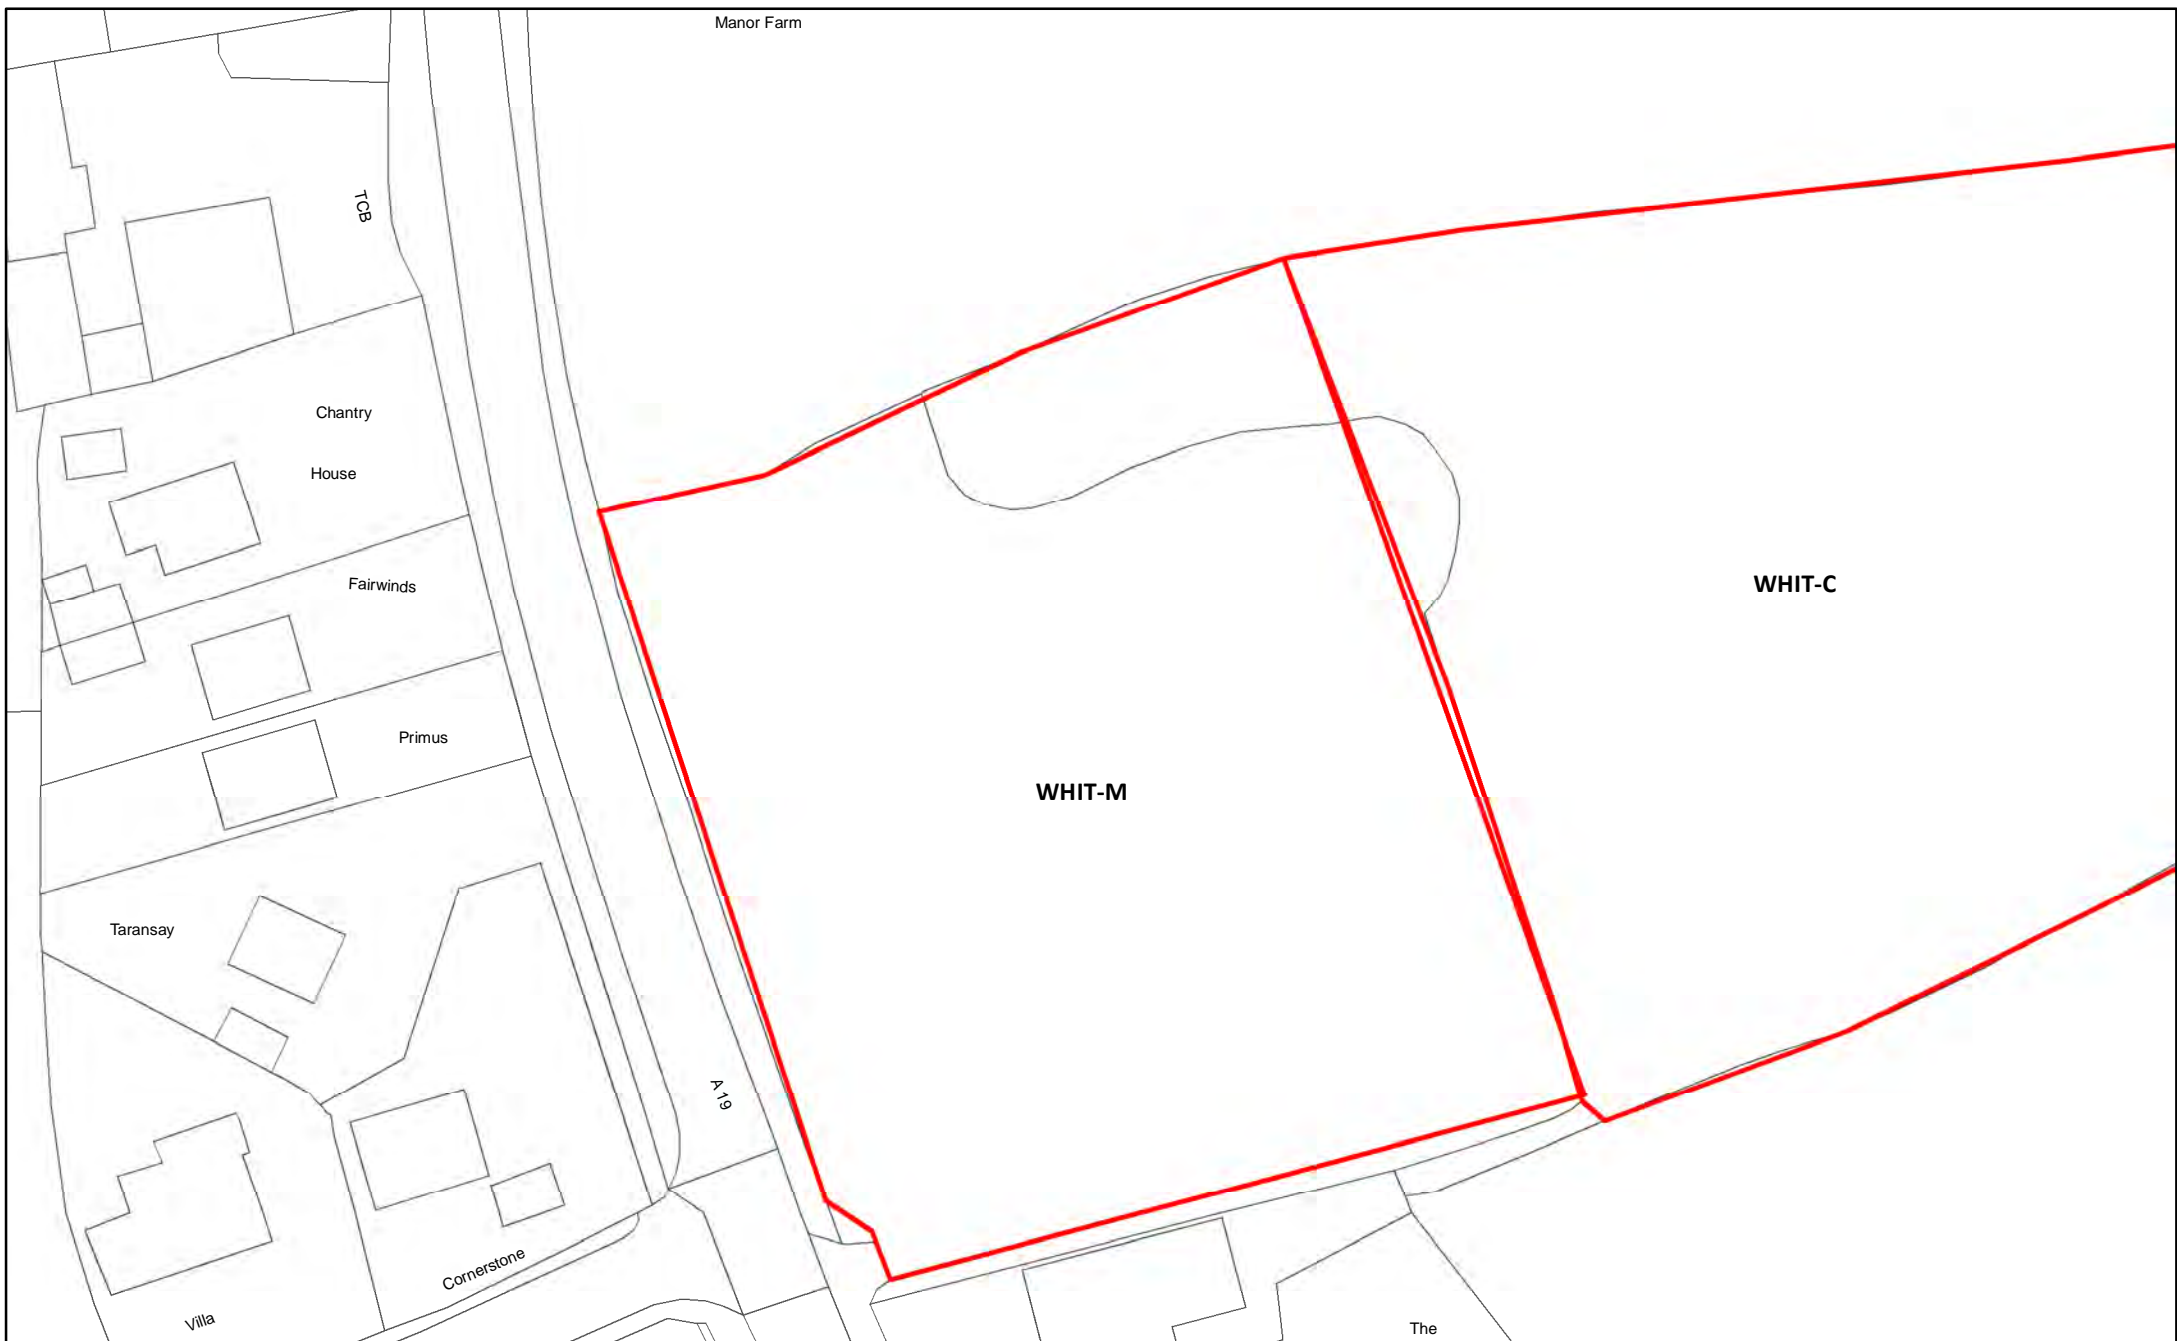 Manor Farm
TCB
Chantry
House
Fairwinds
WHIT-C
Primus
WHIT-M
Taransay
A 19
Cornerstone
Villa
The